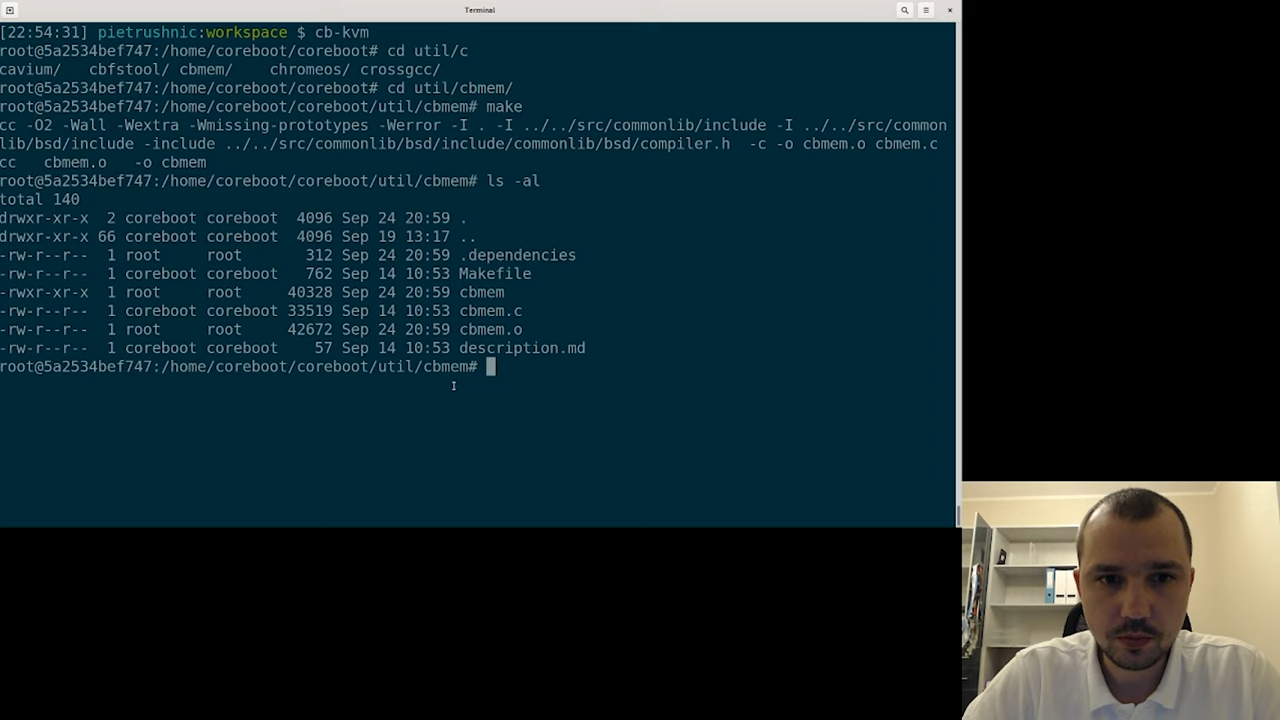 Terminal
[22:54:31] pietrushnic:workspace $ cb-kvm
root@5a2534bef747:/home/coreboot/coreboot# cd util/c
cavium/   cbfstool/ cbmem/    chromeos/ crossgcc/
root@5a2534bef747:/home/coreboot/coreboot# cd util/cbmem/
root@5a2534bef747:/home/coreboot/coreboot/util/cbmem# make
cc -O2 -Wall -Wextra -Wmissing-prototypes -Werror -I . -I ../../src/commonlib/include -I ../../src/common
lib/bsd/include -include ../../src/commonlib/bsd/include/commonlib/bsd/compiler.h  -c -o cbmem.o cbmem.c
cc   cbmem.o   -o cbmem
root@5a2534bef747:/home/coreboot/coreboot/util/cbmem# ls -al
total 140
drwxr-xr-x  2 coreboot coreboot  4096 Sep 24 20:59 .
drwxr-xr-x 66 coreboot coreboot  4096 Sep 19 13:17 ..
-rw-r--r--  1 root     root       312 Sep 24 20:59 .dependencies
-rw-r--r--  1 coreboot coreboot   762 Sep 14 10:53 Makefile
-rwxr-xr-x  1 root     root     40328 Sep 24 20:59 cbmem
-rw-r--r--  1 coreboot coreboot 33519 Sep 14 10:53 cbmem.c
-rw-r--r--  1 root     root     42672 Sep 24 20:59 cbmem.o
-rw-r--r--  1 coreboot coreboot    57 Sep 14 10:53 description.md
root@5a2534bef747:/home/coreboot/coreboot/util/cbmem#